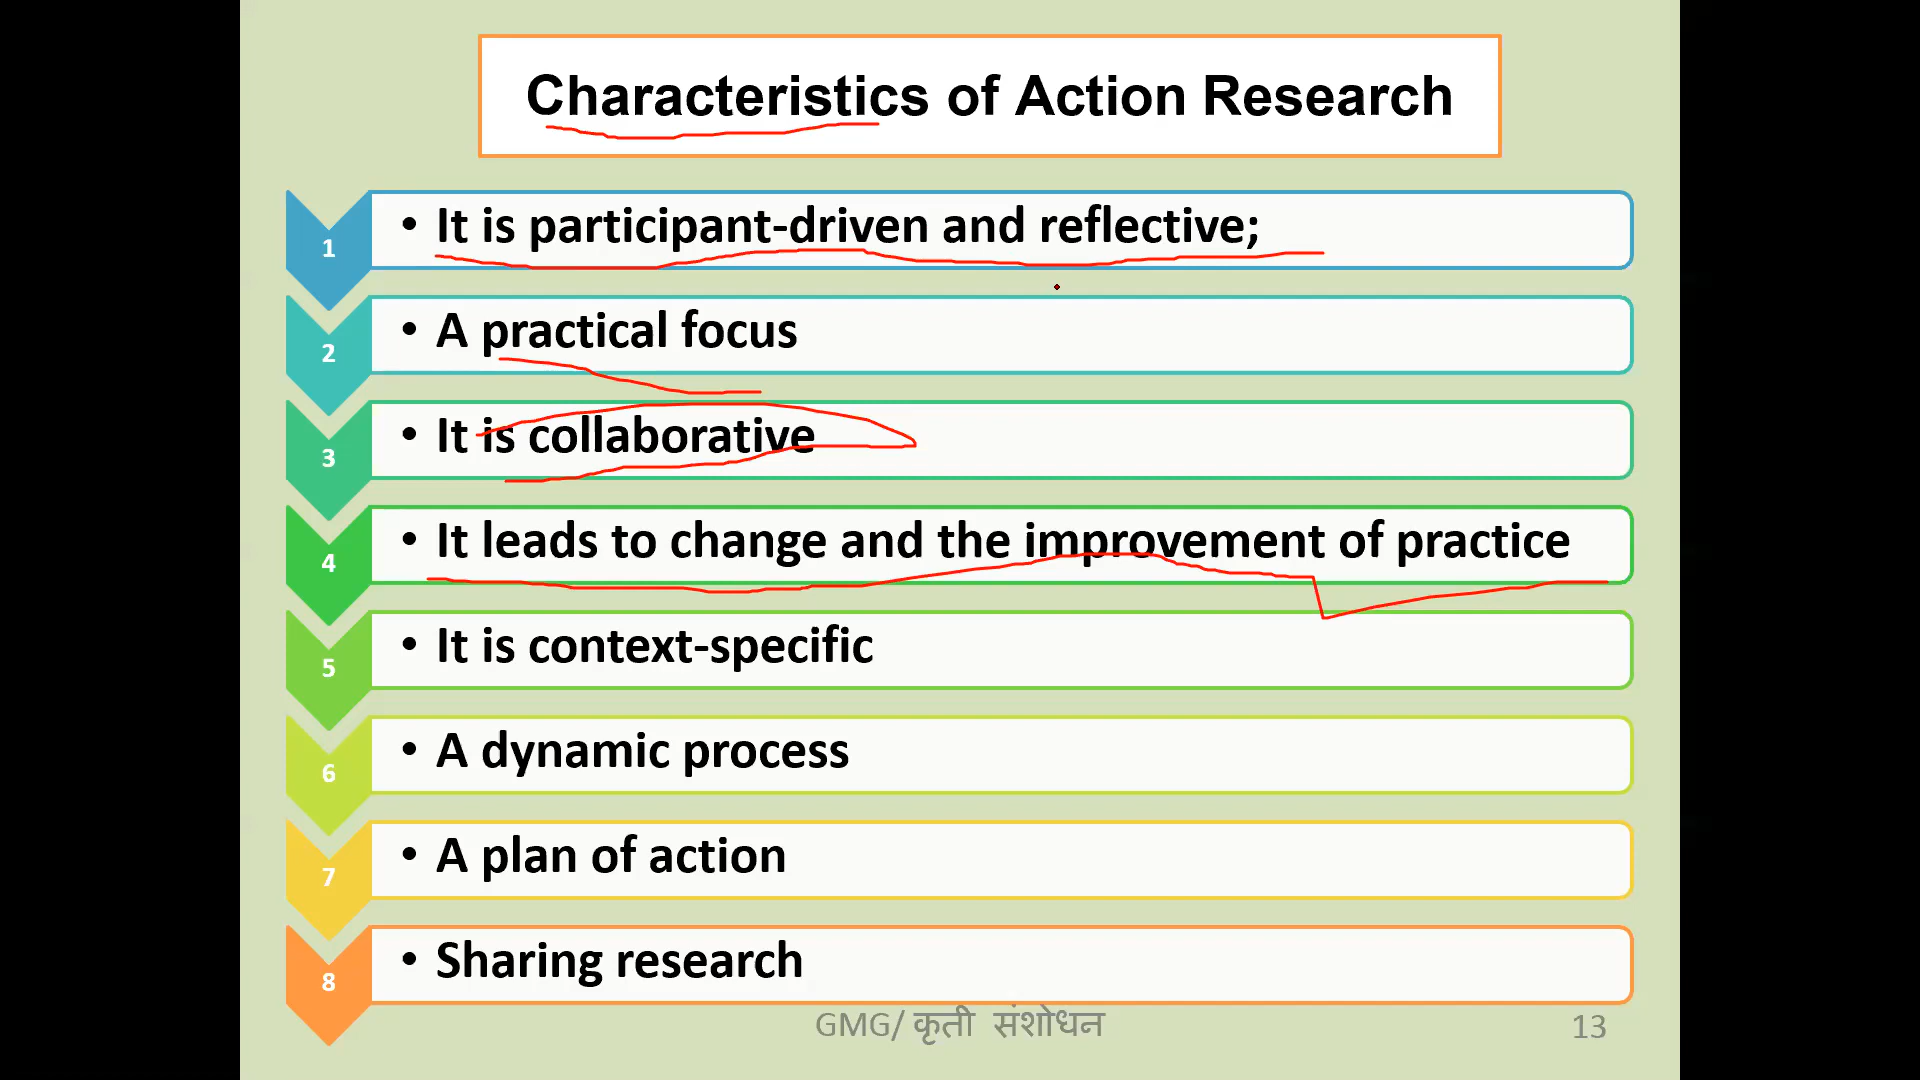 Characteristics of Action Research
1
• It is participant-driven and reflective;
2
• A practical focus
3
• It is collaborative
4
• It leads to change and the improvement of practice
5
• It is context-specific
6
• A dynamic process
7
• A plan of action
8
• Sharing research
GMG/ कृती संशोधन
13